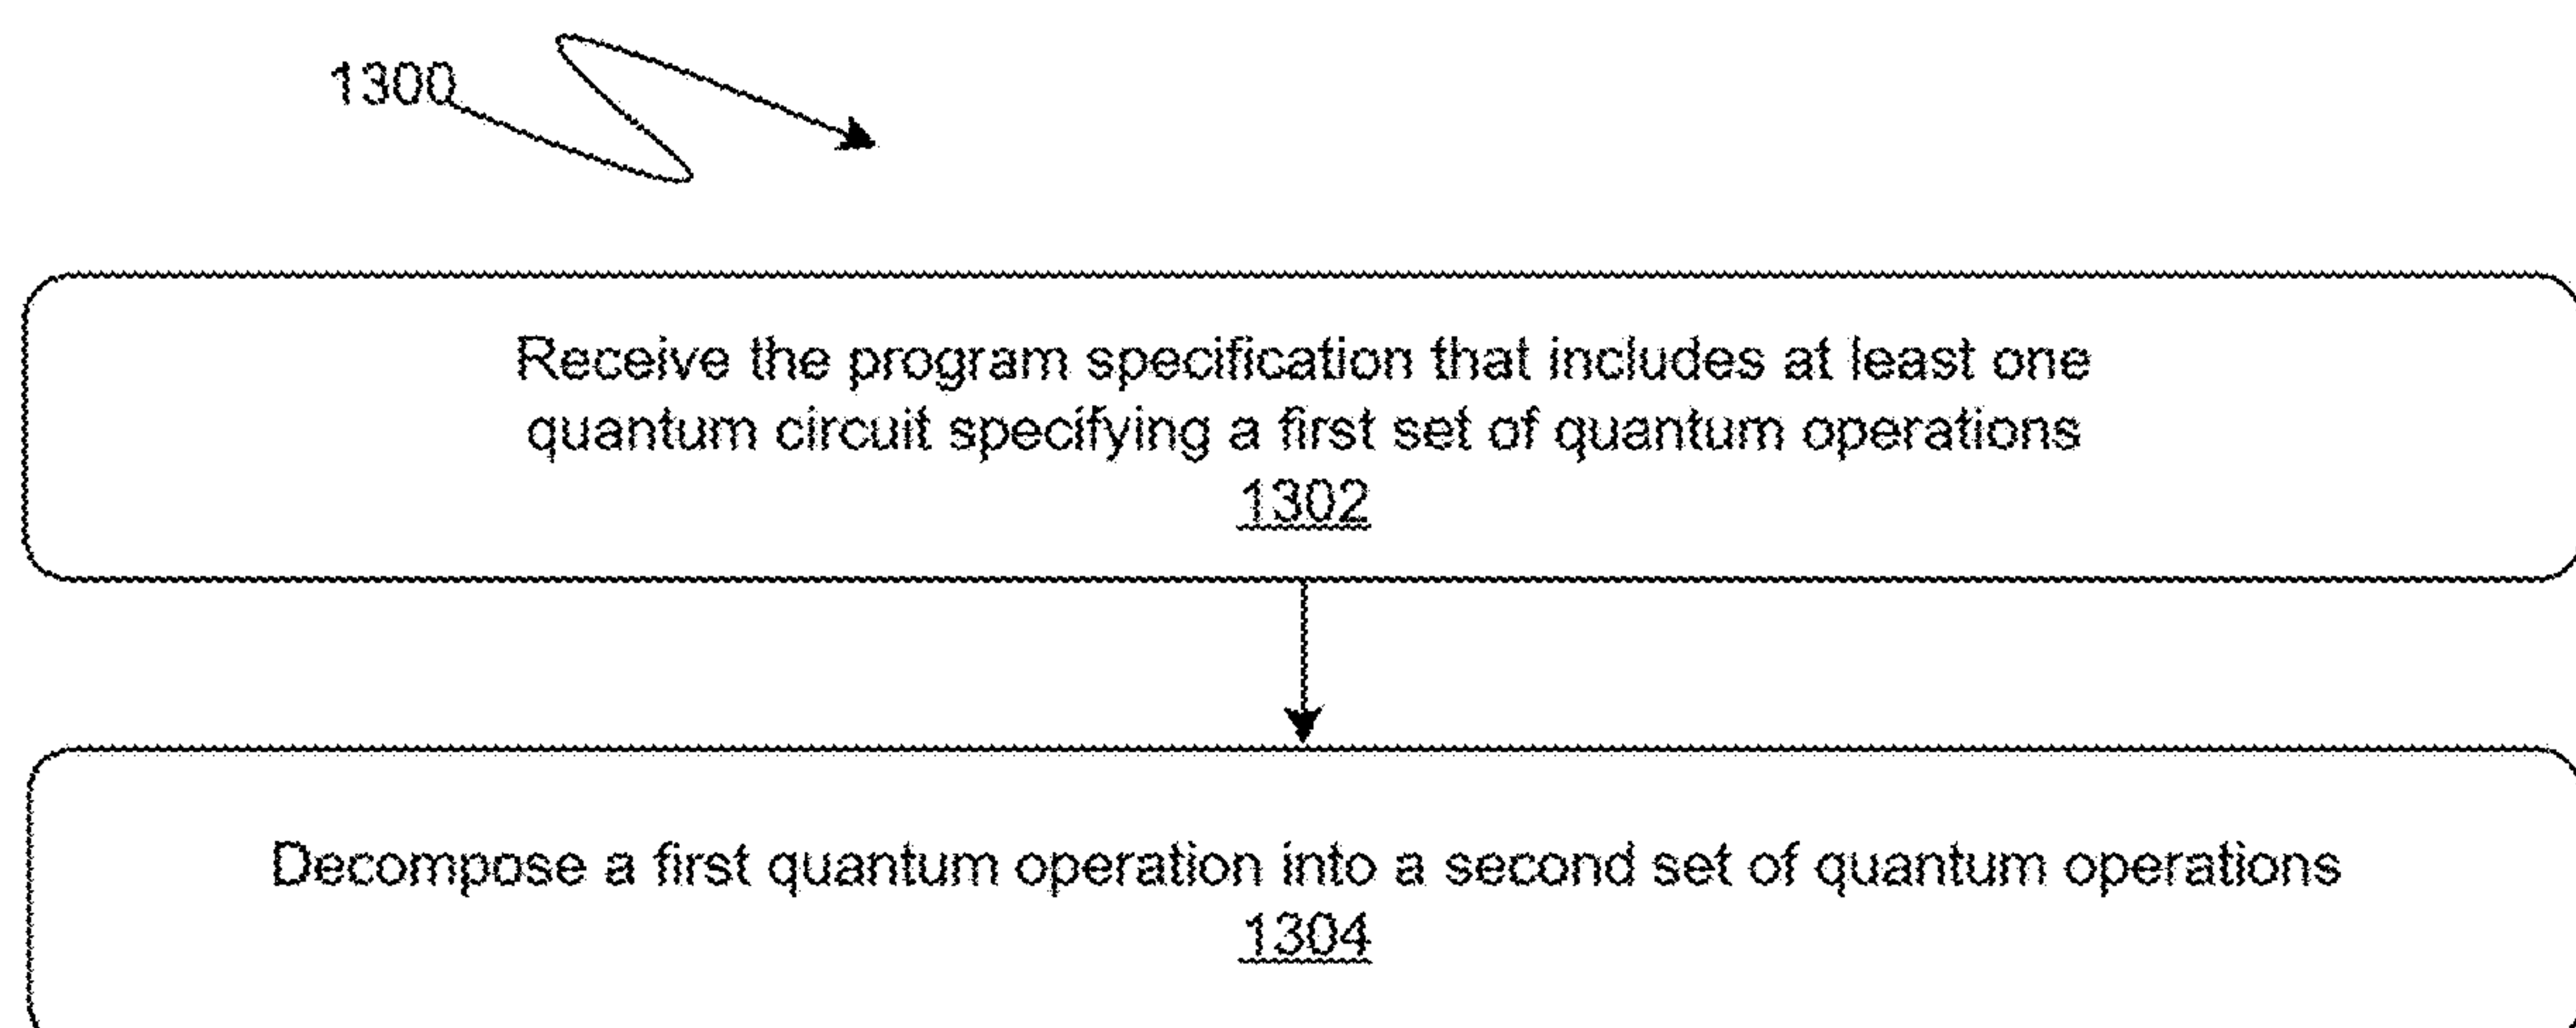 1300
Receive the program specification that includes at least one
quantum circuit specifying a first set of quantum operations
1302
Decompose a first quantum operation into a second set of quantum operations
1304